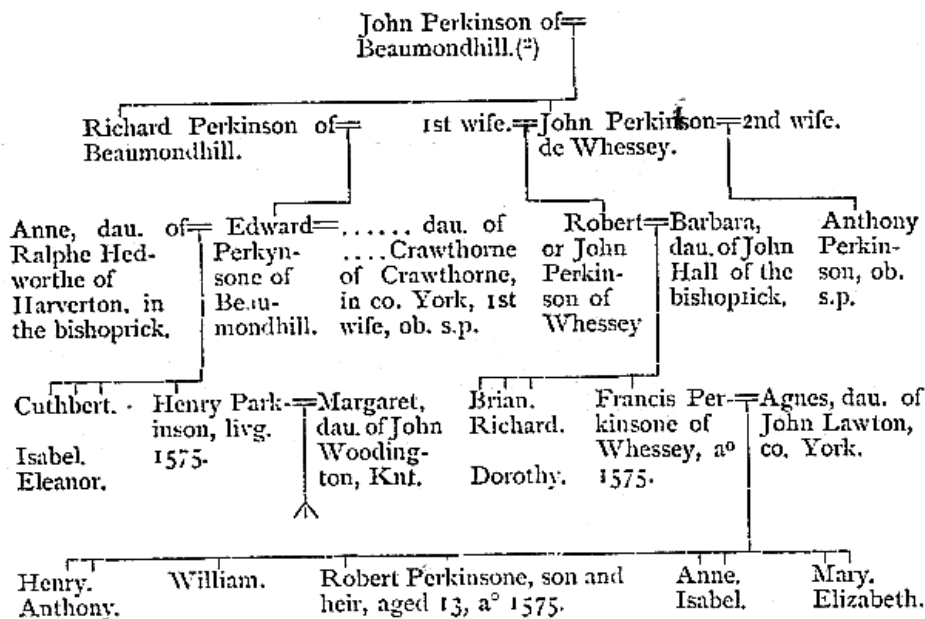 John Perkinson of
Beaumondhill.(²)
Richard Perkinson of
Beaumondhill.
1st wife.
John Perkinson
de Whessey.
2nd wife.
Anne, dau. of
Ralphe Hed-
worthe of
Harverton, in
the bishoprick.
Edward
Perkyn-
sone of
Beau-
mondhill.
...... dau. of
....Crawthorne
of Crawthorne,
in co. York, 1st
wife, ob. s.p.
Robert
or John
Perkin-
son of
Whessey
Barbara,
dau. of John
Hall of the
bishoprick.
Anthony
Perkin-
son, ob.
s.p.
Cuthbert.
Isabel.
Eleanor.
Henry Park-
inson, livg.
1575.
Margaret,
dau. of John
Wooding-
ton, Knt.
Brian.
Richard.
Dorothy.
Francis Per-
kinsone of
Whessey, aº
1575.
Agnes, dau. of
John Lawton,
co. York.
Henry.
Anthony.
William.
Robert Perkinsone, son and
heir, aged 13, aº 1575.
Anne.
Isabel.
Mary.
Elizabeth.